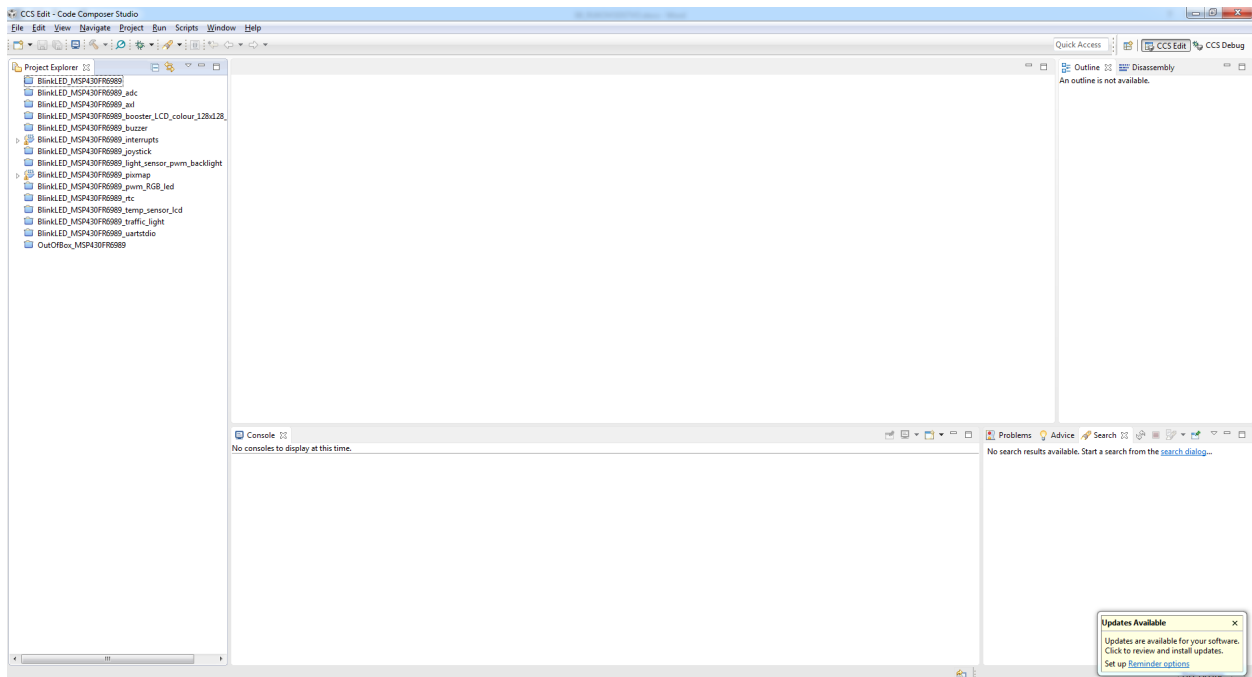 CCS Edit - Code Composer Studio
File Edit View Navigate Project Run Scripts Window Help
Quick Access
CCS Edit
CCS Debug
Project Explorer
BlinkLED_MSP430FR6989
BlinkLED_MSP430FR6989_adc
BlinkLED_MSP430FR6989_axl
BlinkLED_MSP430FR6989_booster_LCD_colour_128x128_
BlinkLED_MSP430FR6989_buzzer
BlinkLED_MSP430FR6989_interrupts
BlinkLED_MSP430FR6989_joystick
BlinkLED_MSP430FR6989_light_sensor_pwm_backlight
BlinkLED_MSP430FR6989_pixmap
BlinkLED_MSP430FR6989_pwm_RGB_led
BlinkLED_MSP430FR6989_rtc
BlinkLED_MSP430FR6989_temp_sensor_lcd
BlinkLED_MSP430FR6989_traffic_light
BlinkLED_MSP430FR6989_uartstdio
OutOfBox_MSP430FR6989
Outline Disassembly
An outline is not available.
Console
No consoles to display at this time.
Problems Advice Search
No search results available. Start a search from the search dialog...
Updates Available
Updates are available for your software.
Click to review and install updates.
Set up Reminder options